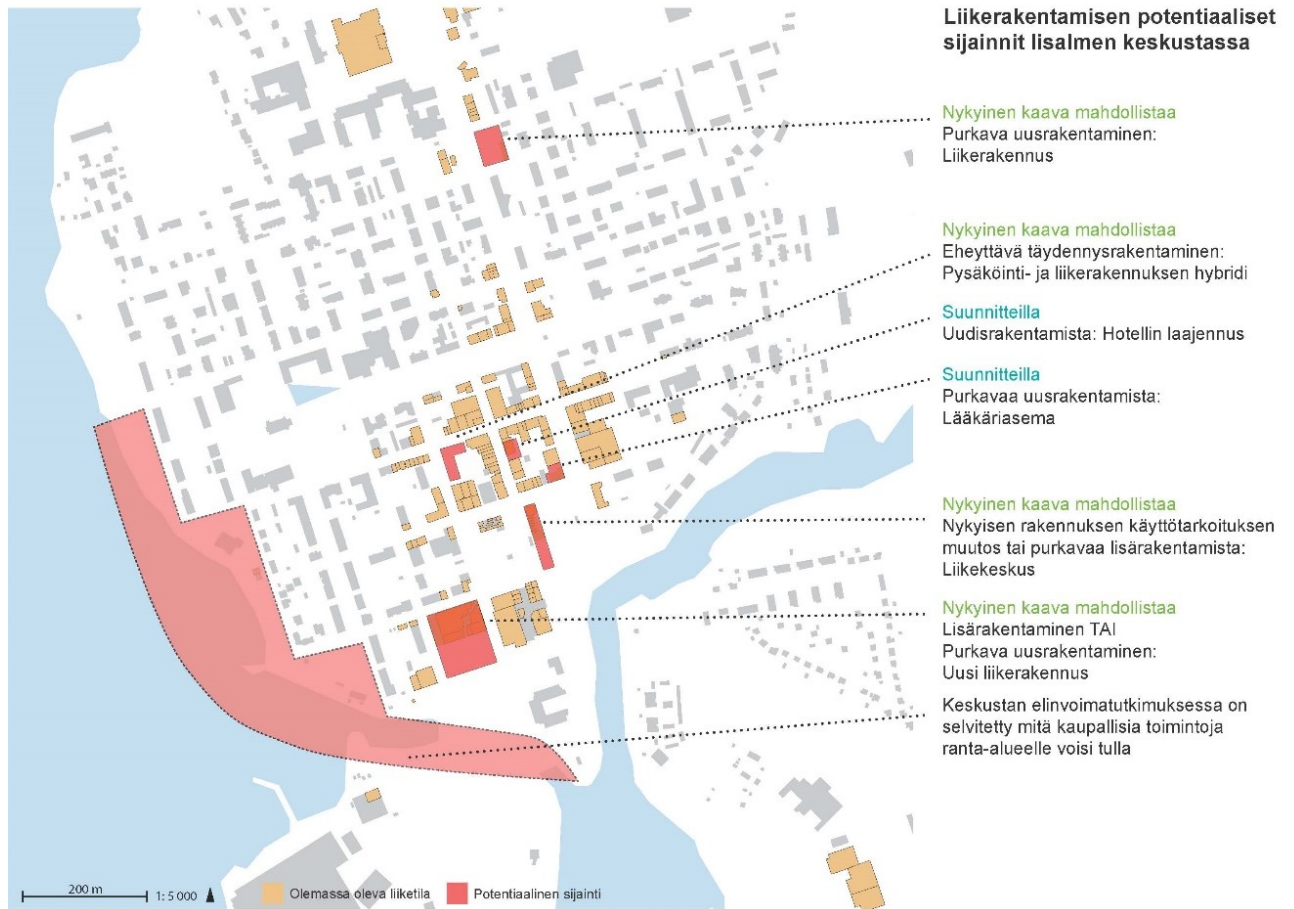 Liikerakentamisen potentiaaliset
sijainnit Iisalmen keskustassa
Nykyinen kaava mahdollistaa
Purkava uusrakentaminen:
Liikerakennus
Nykyinen kaava mahdollistaa
Eheyttävä täydennysrakentaminen:
Pysäköinti- ja liikerakennuksen hybridi
Suunnitteilla
Uudisrakentamista: Hotellin laajennus
Suunnitteilla
Purkavaa uusrakentamista:
Lääkäriasema
Nykyinen kaava mahdollistaa
Nykyisen rakennuksen käyttötarkoituksen
muutos tai purkavaa lisärakentamista:
Liikekeskus
Nykyinen kaava mahdollistaa
Lisärakentaminen TAI
Purkava uusrakentaminen:
Uusi liikerakennus
Keskustan elinvoimatutkimuksessa on
selvitetty mitä kaupallisia toimintoja
ranta-alueelle voisi tulla
200 m 1: 5 000 Olemassa oleva liiketila Potentiaalinen sijainti